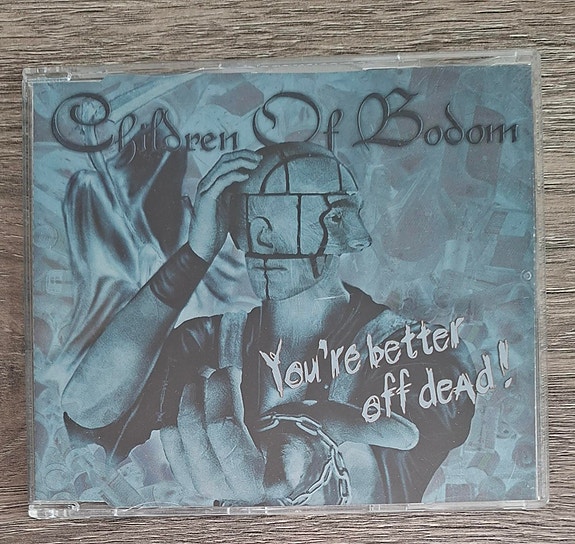 Children Of Bodom
You're better
off dead!